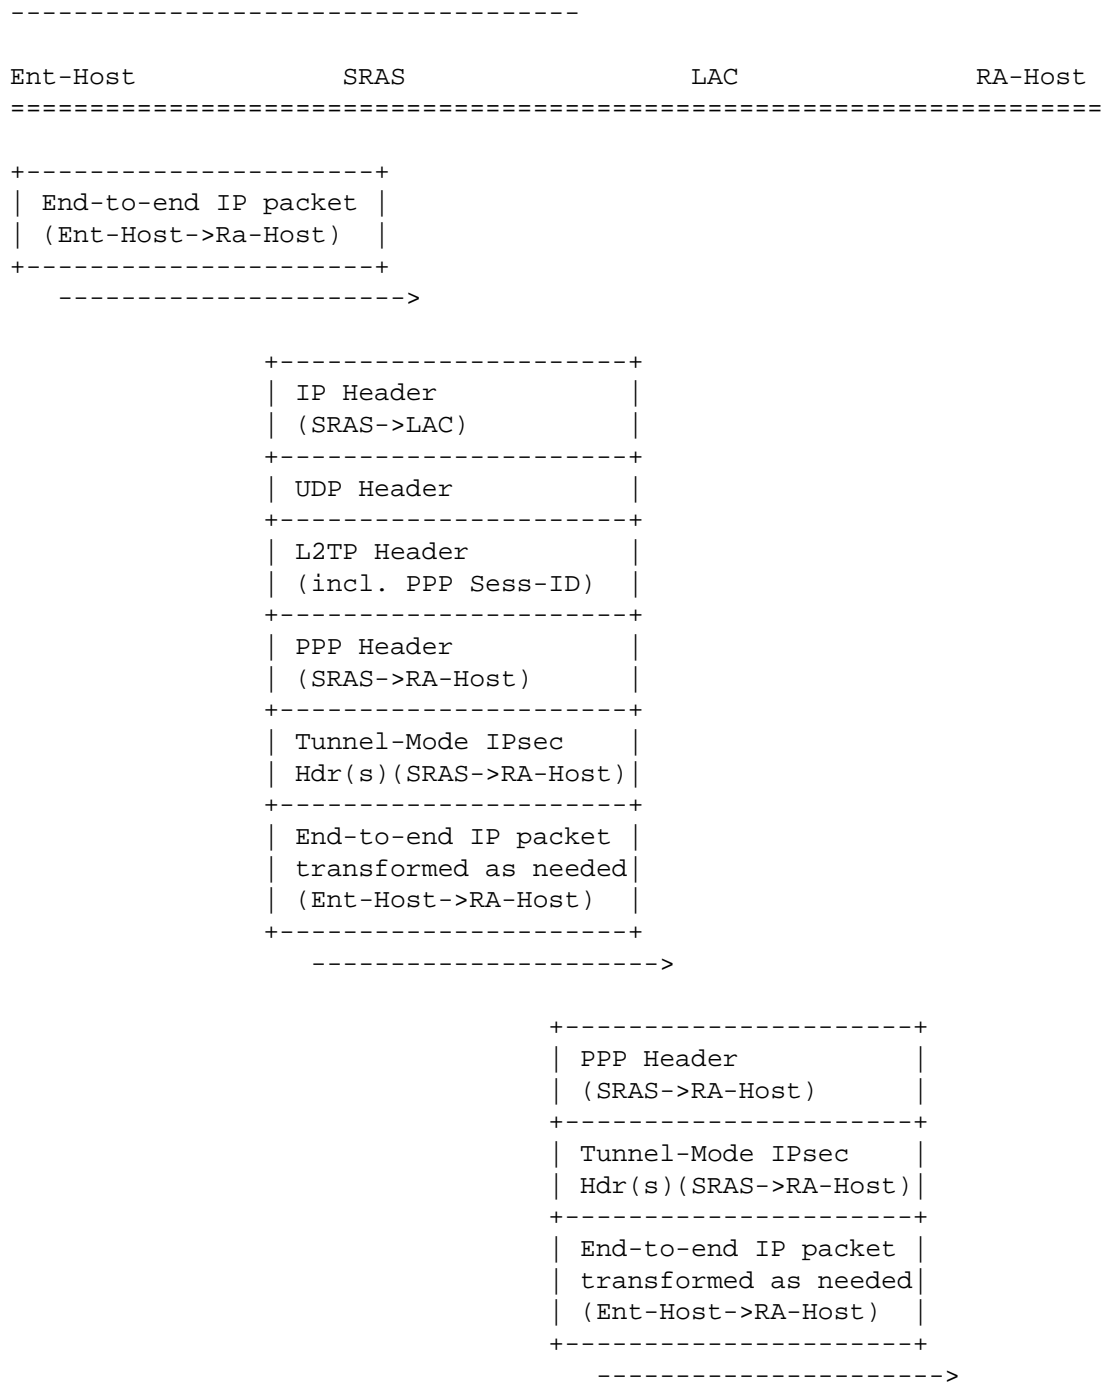 ------------------------------------
Ent-Host             SRAS                  LAC               RA-Host
=====================================================================
+----------------------+
| End-to-end IP packet |
| (Ent-Host->Ra-Host)  |
+----------------------+
   ---------------------->
                +----------------------+
                | IP Header            |
                | (SRAS->LAC)          |
                +----------------------+
                | UDP Header           |
                +----------------------+
                | L2TP Header          |
                | (incl. PPP Sess-ID)  |
                +----------------------+
                | PPP Header           |
                | (SRAS->RA-Host)      |
                +----------------------+
                | Tunnel-Mode IPsec    |
                | Hdr(s)(SRAS->RA-Host)|
                +----------------------+
                | End-to-end IP packet |
                | transformed as needed|
                | (Ent-Host->RA-Host)  |
                +----------------------+
                   ---------------------->
                                  +----------------------+
                                  | PPP Header           |
                                  | (SRAS->RA-Host)      |
                                  +----------------------+
                                  | Tunnel-Mode IPsec    |
                                  | Hdr(s)(SRAS->RA-Host)|
                                  +----------------------+
                                  | End-to-end IP packet |
                                  | transformed as needed|
                                  | (Ent-Host->RA-Host)  |
                                  +----------------------+
                                     ---------------------->